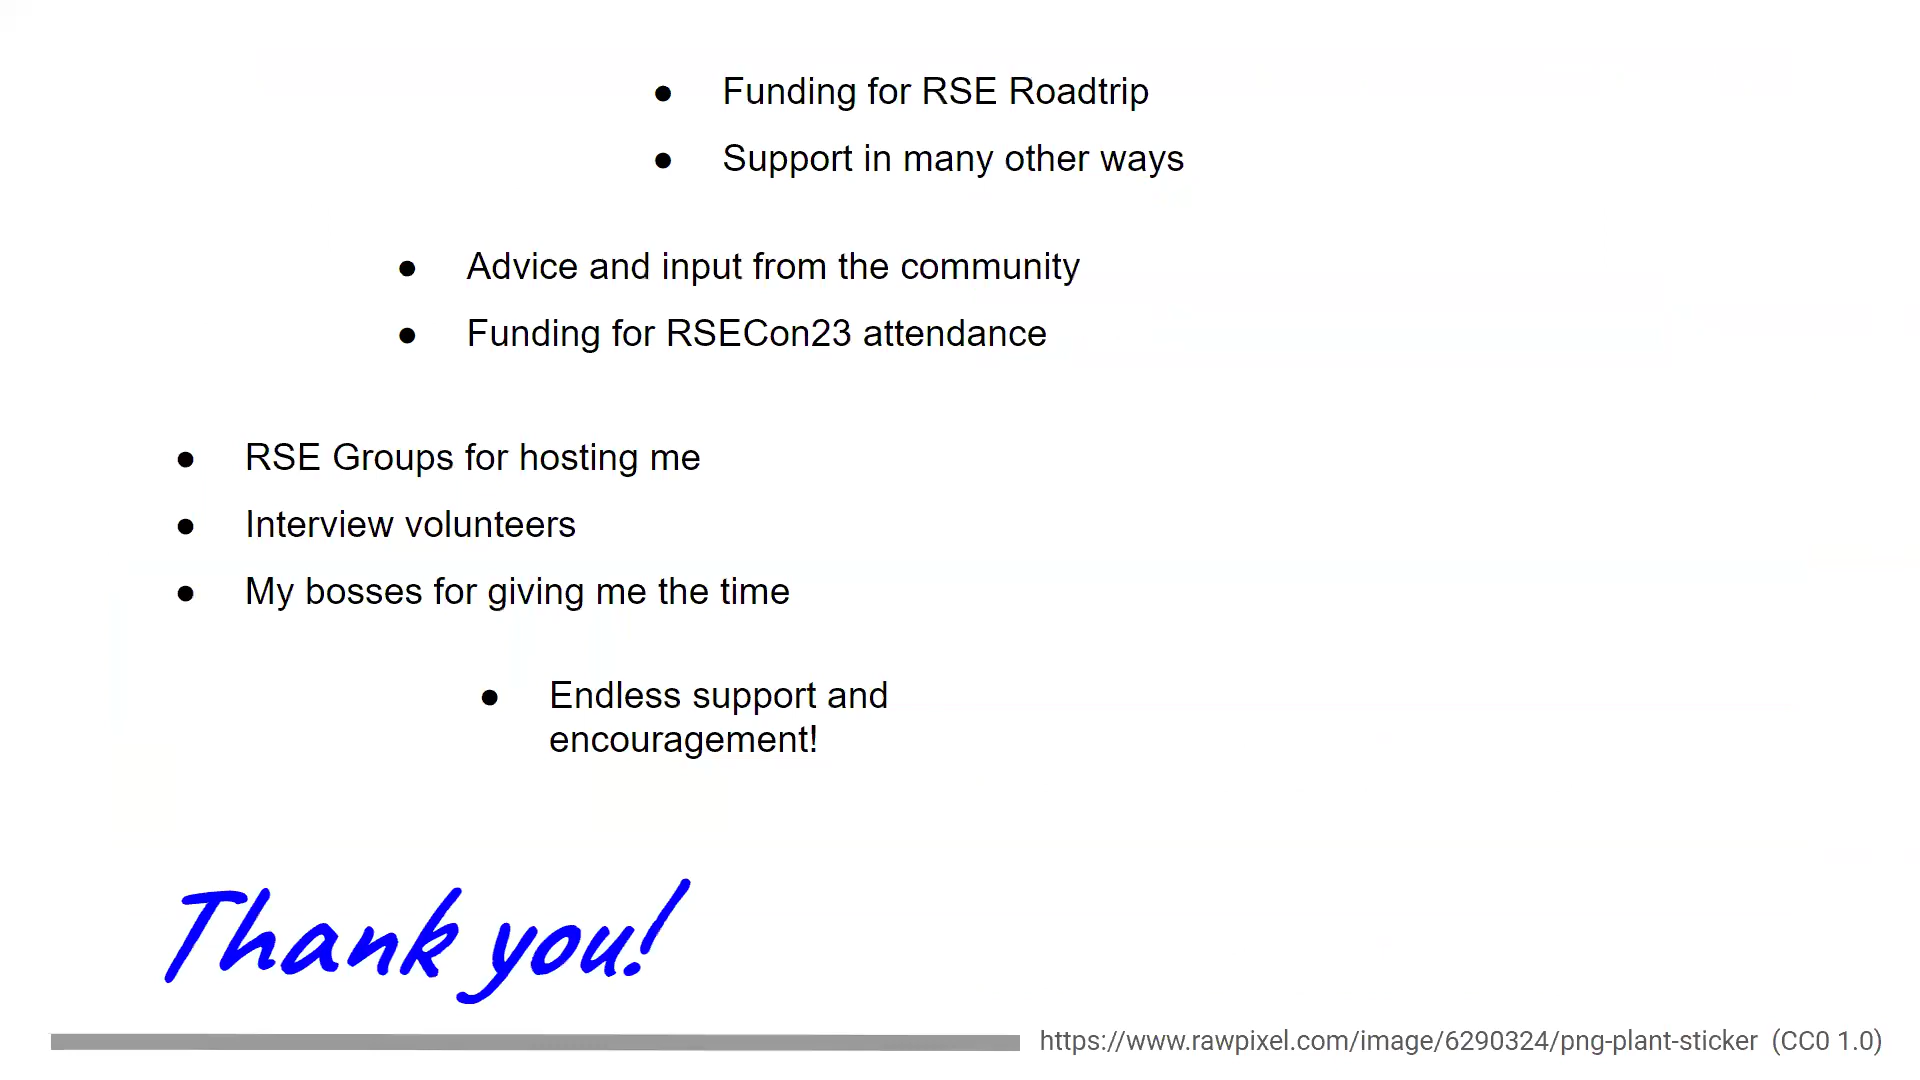 ● Funding for RSE Roadtrip
● Support in many other ways
● Advice and input from the community
● Funding for RSECon23 attendance
● RSE Groups for hosting me
● Interview volunteers
● My bosses for giving me the time
● Endless support and
encouragement!
Thank you!
https://www.rawpixel.com/image/6290324/png-plant-sticker (CC0 1.0)